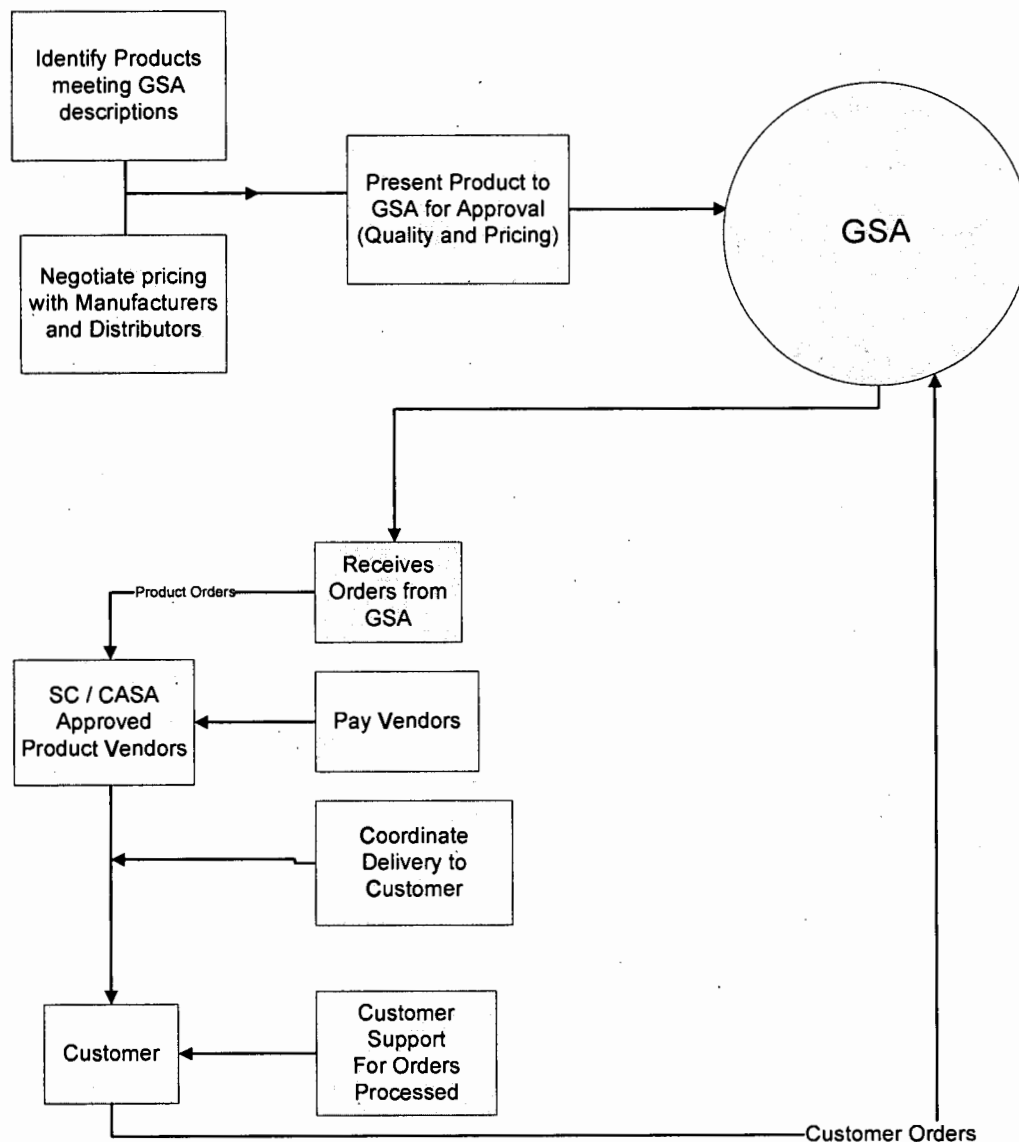 Identify Products
meeting GSA
descriptions
Present Product to
GSA for Approval
(Quality and Pricing)
GSA
Negotiate pricing
with Manufacturers
and Distributors
Receives
Orders from
GSA
Product Orders
SC / CASA
Approved
Product Vendors
Pay Vendors
Coordinate
Delivery to
Customer
Customer
Customer
Support
For Orders
Processed
Customer Orders